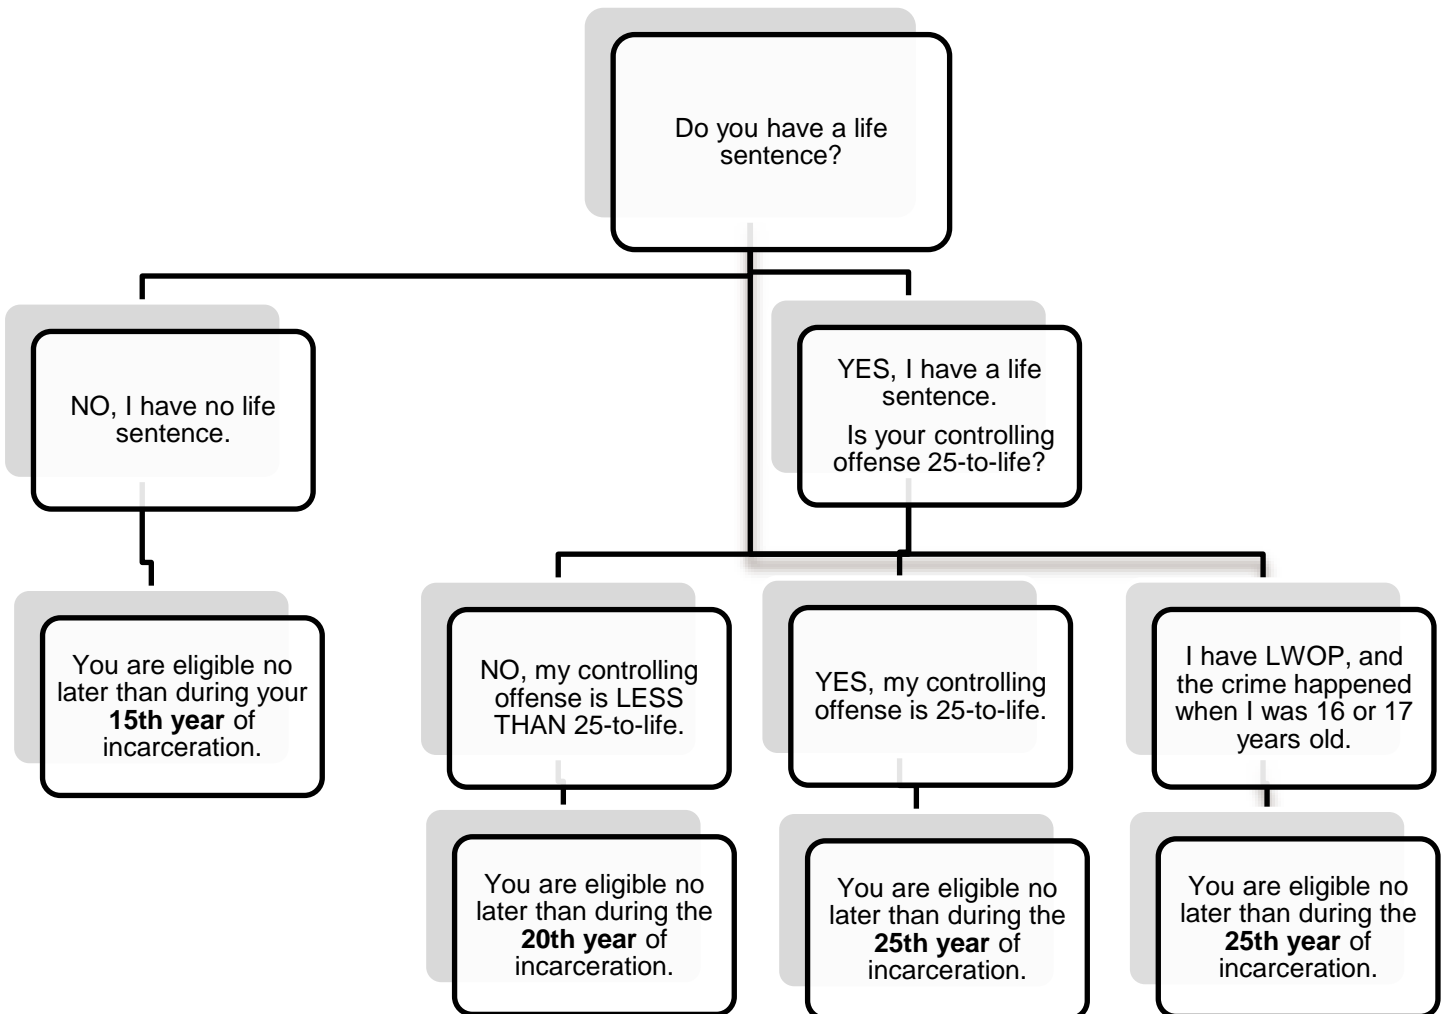 Do you have a life
sentence?
NO, I have no life
sentence.
YES, I have a life
sentence.
Is your controlling
offense 25-to-life?
You are eligible no
later than during your
15th year of
incarceration.
NO, my controlling
offense is LESS
THAN 25-to-life.
YES, my controlling
offense is 25-to-life.
I have LWOP, and
the crime happened
when I was 16 or 17
years old.
You are eligible no
later than during the
20th year of
incarceration.
You are eligible no
later than during the
25th year of
incarceration.
You are eligible no
later than during the
25th year of
incarceration.